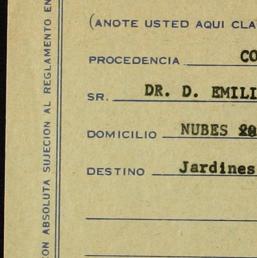 (ANOTE USTED AQUI CLA
PROCEDENCIA CO
SR. DR. D. EMILI
DOMICILIO NUBES
DESTINO Jardines
ON ABSOLUTA SUJECION AL REGLAMENTO EN